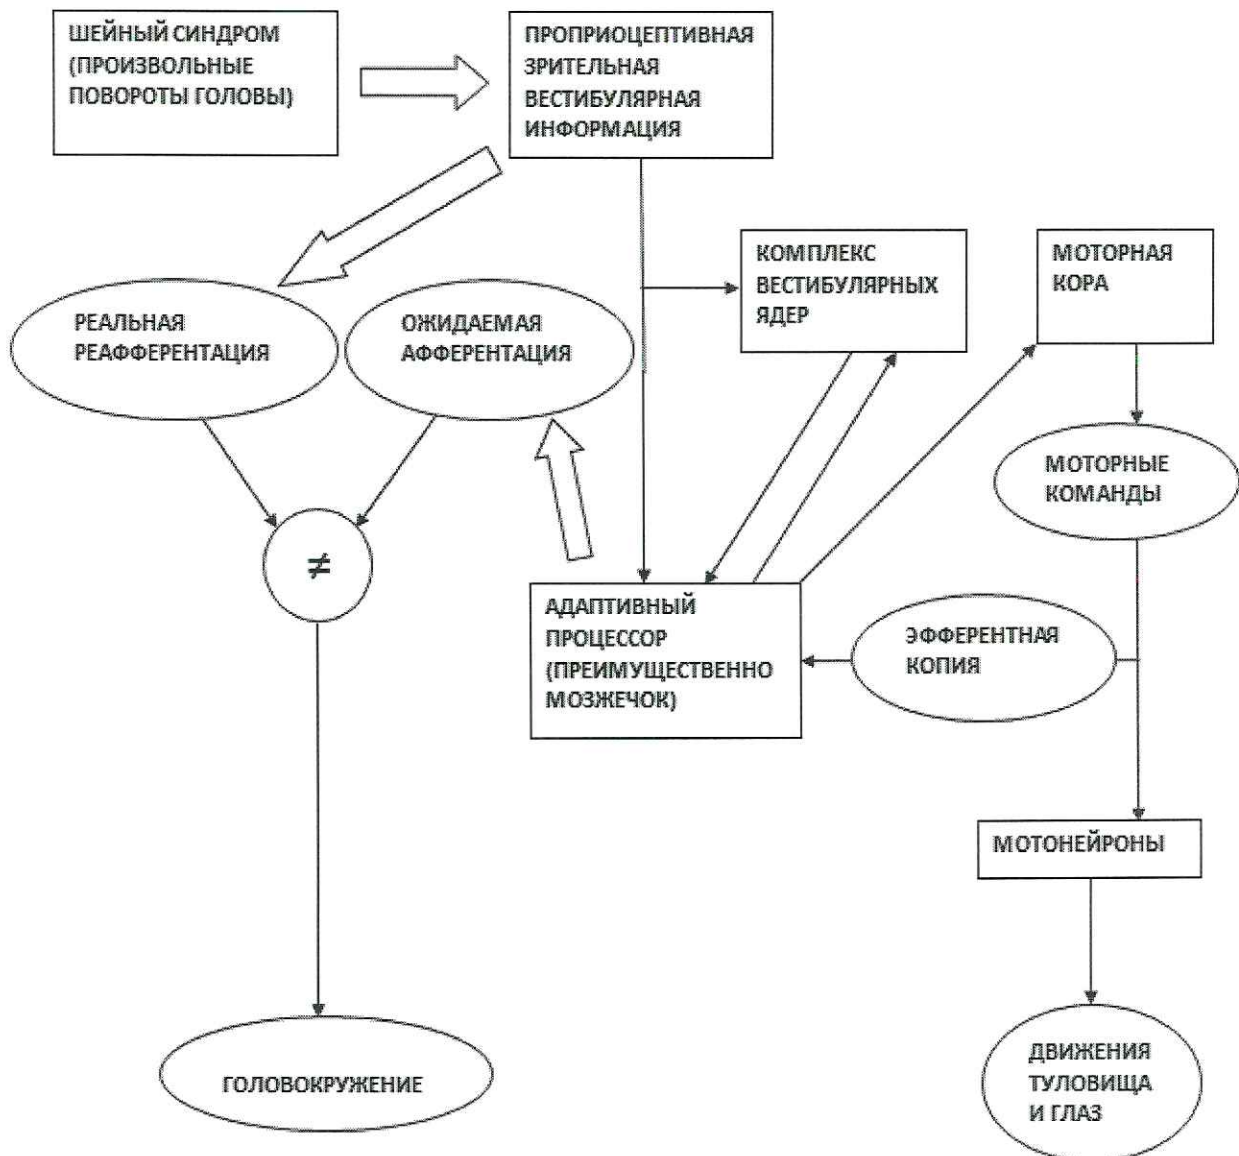 ШЕЙНЫЙ СИНДРОМ
(ПРОИЗВОЛЬНЫЕ
ПОВОРОТЫ ГОЛОВЫ)
ПРОПРИОЦЕПТИВНАЯ
ЗРИТЕЛЬНАЯ
ВЕСТИБУЛЯРНАЯ
ИНФОРМАЦИЯ
КОМПЛЕКС
ВЕСТИБУЛЯРНЫХ
ЯДЕР
МОТОРНАЯ
КОРА
РЕАЛЬНАЯ
РЕАФФЕРЕНТАЦИЯ
ОЖИДАЕМАЯ
АФФЕРЕНТАЦИЯ
МОТОРНЫЕ
КОМАНДЫ
≠
АДАПТИВНЫЙ
ПРОЦЕССОР
(ПРЕИМУЩЕСТВЕННО
МОЗЖЕЧОК)
ЭФФЕРЕНТНАЯ
КОПИЯ
МОТОНЕЙРОНЫ
ГОЛОВОКРУЖЕНИЕ
ДВИЖЕНИЯ
ТУЛОВИЩА
И ГЛАЗ